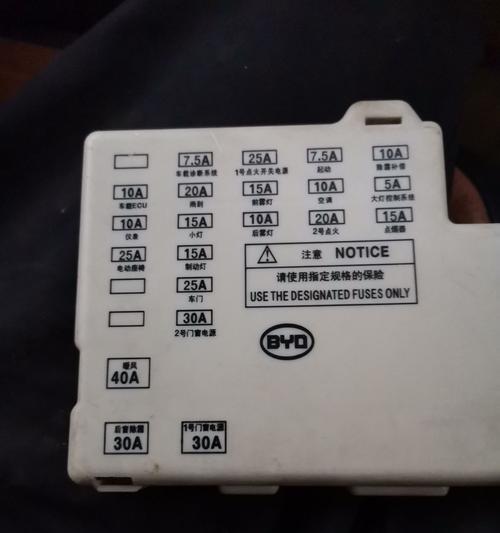 7.5A 25A 7.5A 10A
车载诊断系统 1号点火开关电源 起动 除霜补偿
10A 20A 15A 10A 5A
车载ECU 雨刮 前雾灯 空调 大灯控制系统
10A 15A 10A 20A 15A
仪表 小灯 后雾灯 2号点火 点烟器
25A 15A
电动座椅 制动灯
注意 NOTICE
请使用指定规格的保险
USE THE DESIGNATED FUSES ONLY
25A
车门
30A
2号门窗电源
BYD
暖风
40A
后窗除霜 1号门窗电源
30A 30A